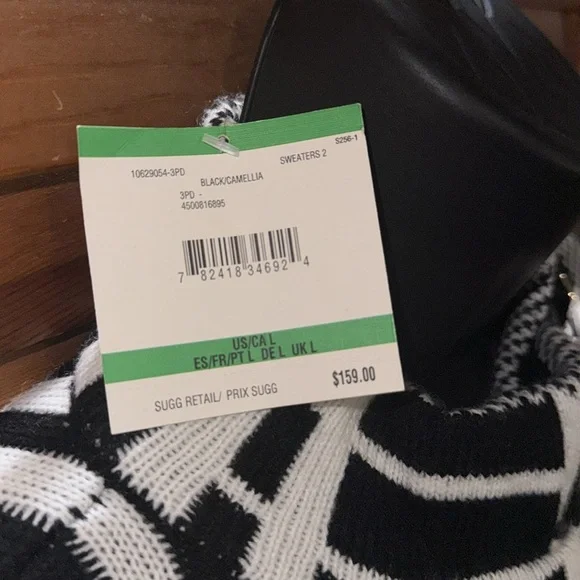 S256-1
10629054-3PD SWEATERS 2
BLACK/CAMELLIA
3PD -
4500816895
7 82418 34692 4
US/CA L
ES/FR/PT L DE L UK L
$159.00
SUGG RETAIL/ PRIX SUGG